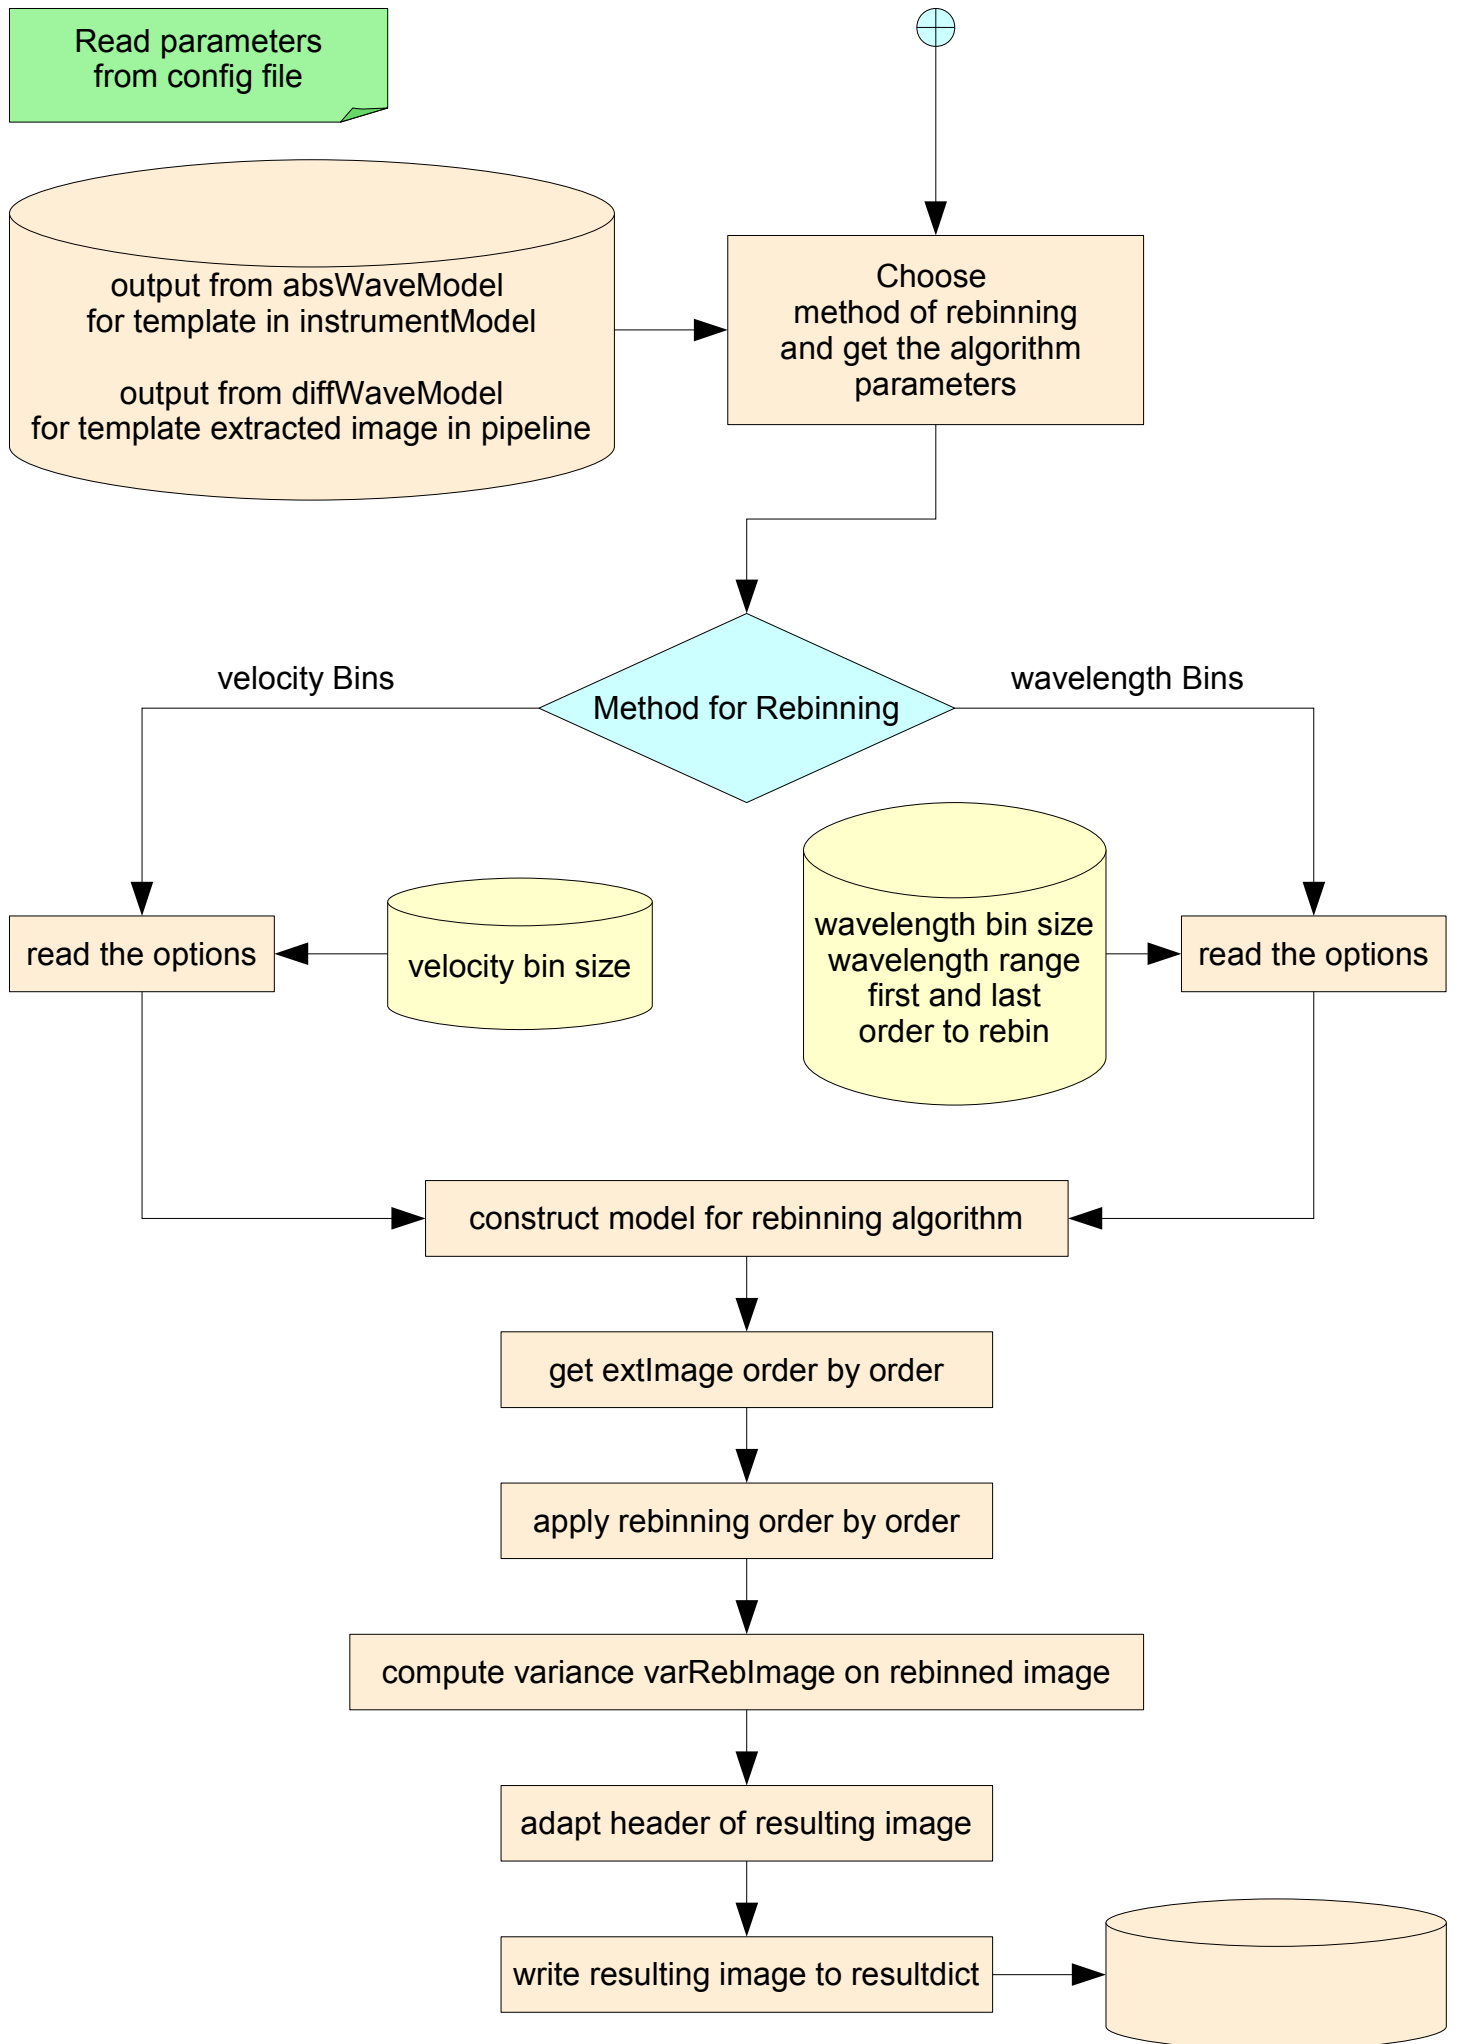 Read parameters
from config file
output from absWaveModel
for template in instrumentModel
output from diffWaveModel
for template extracted image in pipeline
Choose
method of rebinning
and get the algorithm
parameters
velocity Bins
Method for Rebinning
wavelength Bins
read the options
velocity bin size
wavelength bin size
wavelength range
first and last
order to rebin
read the options
construct model for rebinning algorithm
get extImage order by order
apply rebinning order by order
compute variance varRebImage on rebinned image
adapt header of resulting image
write resulting image to resultdict